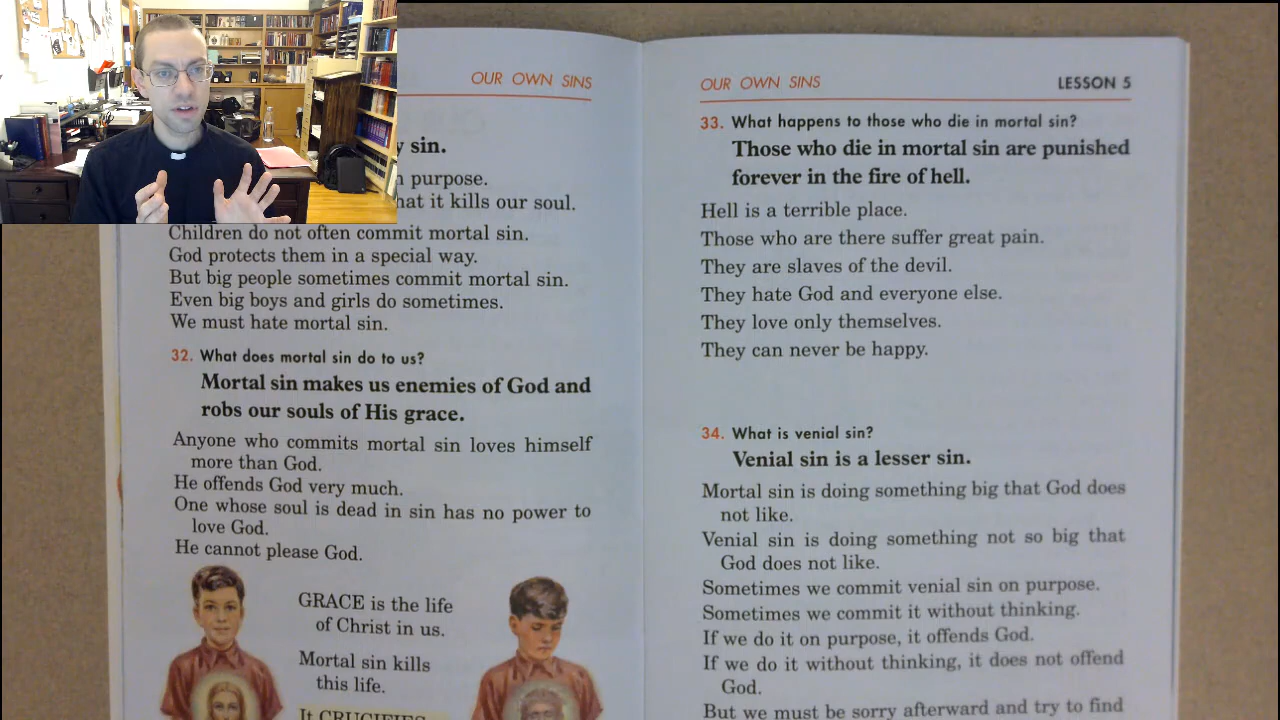 OUR OWN SINS
y sin.
n purpose.
hat it kills our soul.
Children do not often commit mortal sin.
God protects them in a special way.
But big people sometimes commit mortal sin.
Even big boys and girls do sometimes.
We must hate mortal sin.
32. What does mortal sin do to us?
Mortal sin makes us enemies of God and
robs our souls of His grace.
Anyone who commits mortal sin loves himself
more than God.
He offends God very much.
One whose soul is dead in sin has no power to
love God.
He cannot please God.
GRACE is the life
of Christ in us.
Mortal sin kills
this life.
It CRUCIFIES
OUR OWN SINS LESSON 5
33. What happens to those who die in mortal sin?
Those who die in mortal sin are punished
forever in the fire of hell.
Hell is a terrible place.
Those who are there suffer great pain.
They are slaves of the devil.
They hate God and everyone else.
They love only themselves.
They can never be happy.
34. What is venial sin?
Venial sin is a lesser sin.
Mortal sin is doing something big that God does
not like.
Venial sin is doing something not so big that
God does not like.
Sometimes we commit venial sin on purpose.
Sometimes we commit it without thinking.
If we do it on purpose, it offends God.
If we do it without thinking, it does not offend
God.
But we must be sorry afterward and try to find